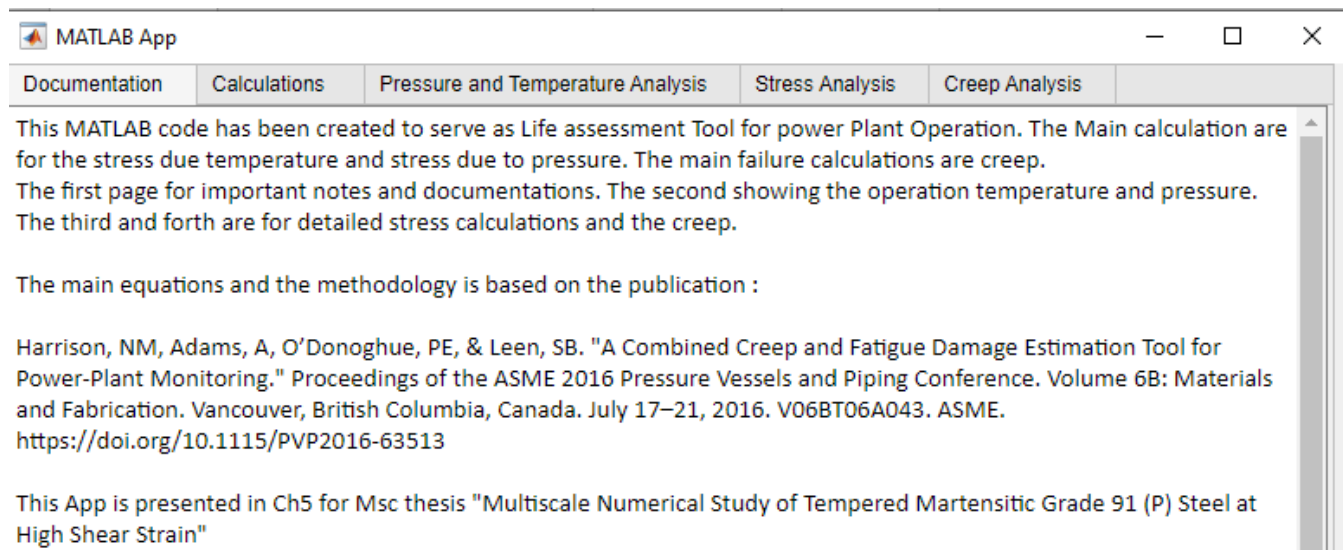 MATLAB App
Documentation Calculations Pressure and Temperature Analysis Stress Analysis Creep Analysis
This MATLAB code has been created to serve as Life assessment Tool for power Plant Operation. The Main calculation are
for the stress due temperature and stress due to pressure. The main failure calculations are creep.
The first page for important notes and documentations. The second showing the operation temperature and pressure.
The third and forth are for detailed stress calculations and the creep.
The main equations and the methodology is based on the publication :
Harrison, NM, Adams, A, O’Donoghue, PE, & Leen, SB. "A Combined Creep and Fatigue Damage Estimation Tool for
Power-Plant Monitoring." Proceedings of the ASME 2016 Pressure Vessels and Piping Conference. Volume 6B: Materials
and Fabrication. Vancouver, British Columbia, Canada. July 17–21, 2016. V06BT06A043. ASME.
https://doi.org/10.1115/PVP2016-63513
This App is presented in Ch5 for Msc thesis "Multiscale Numerical Study of Tempered Martensitic Grade 91 (P) Steel at
High Shear Strain"